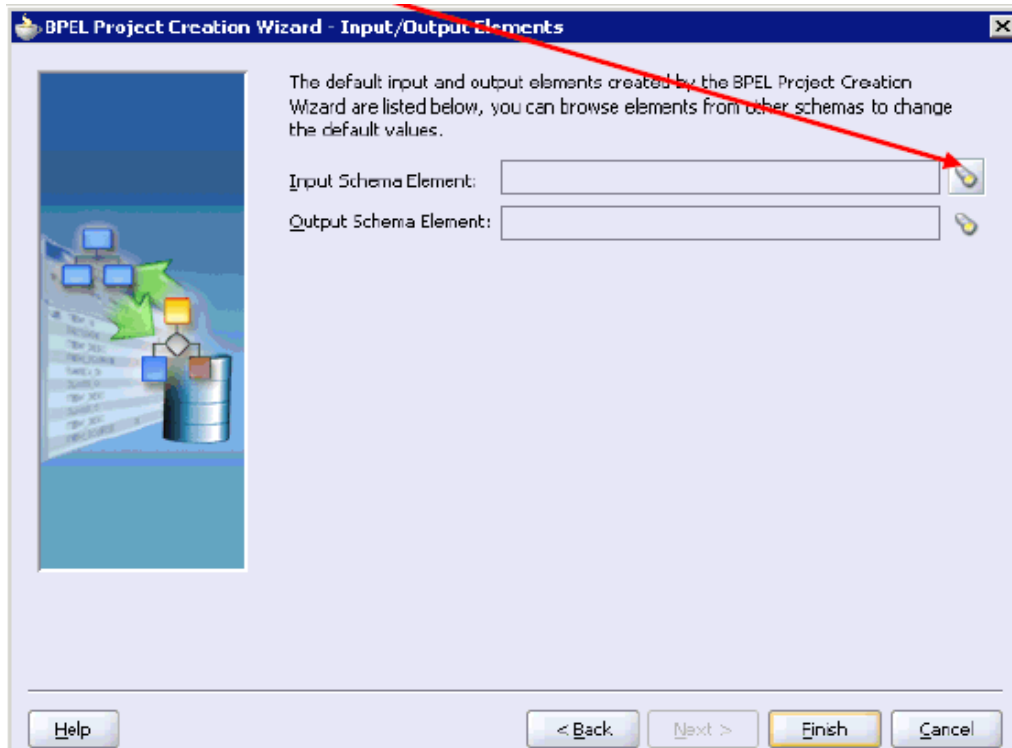 BPEL Project Creation Wizard - Input/Output Elements
The default input and output elements created by the BPEL Project Creation
Wizard are listed below, you can browse elements from other schemas to change
the default values.
Input Schema Element:
Output Schema Element:
Help
< Back
Next >
Finish
Cancel